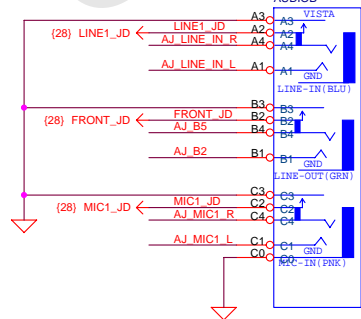 VISTA
A3 A3
{28} LINE1_JD LINE1_JD A2 A2
AJ_LINE_IN_R A4 A4
AJ_LINE_IN_L A1 A1
GND
LINE-IN(BLU)
B3 B3
{28} FRONT_JD FRONT_JD B2 B2
AJ_B5 B4 B4
AJ_B2 B1 B1
GND
LINE-OUT(GRN)
C3 C3
{28} MIC1_JD MIC1_JD C2 C2
AJ_MIC1_R C4 C4
AJ_MIC1_L C1 C1
GND
C0 C0
MIC-IN(PNK)